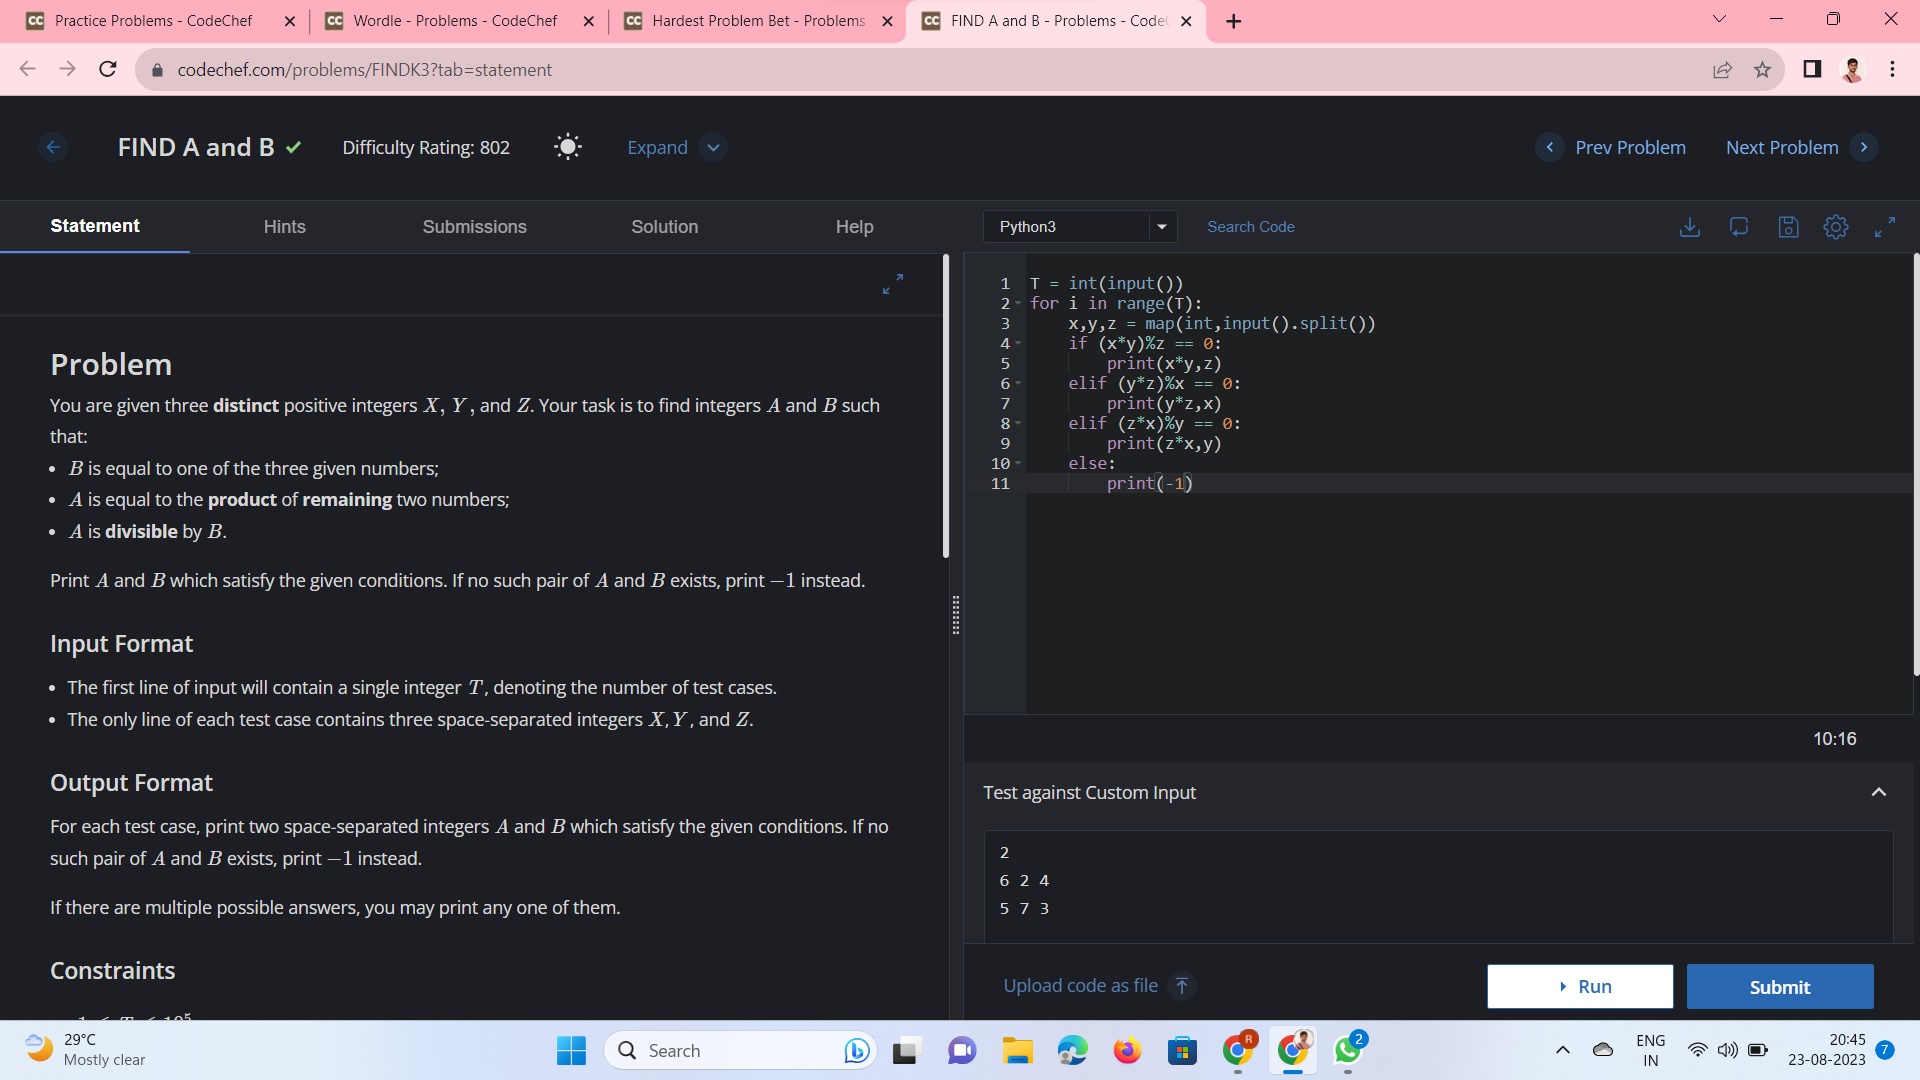 Practice Problems - CodeChef
Wordle - Problems - CodeChef
Hardest Problem Bet - Problems
FIND A and B - Problems - CodeC
codechef.com/problems/FINDK3?tab=statement
FIND A and B
Difficulty Rating: 802
Expand
Prev Problem
Next Problem
Statement
Hints
Submissions
Solution
Help
Python3
Search Code
Problem
You are given three distinct positive integers X, Y, and Z. Your task is to find integers A and B such
that:
• B is equal to one of the three given numbers;
• A is equal to the product of remaining two numbers;
• A is divisible by B.
Print A and B which satisfy the given conditions. If no such pair of A and B exists, print −1 instead.
Input Format
• The first line of input will contain a single integer T, denoting the number of test cases.
• The only line of each test case contains three space-separated integers X, Y, and Z.
Output Format
For each test case, print two space-separated integers A and B which satisfy the given conditions. If no
such pair of A and B exists, print −1 instead.
If there are multiple possible answers, you may print any one of them.
Constraints
1 T = int(input())
2 for i in range(T):
3     x,y,z = map(int,input().split())
4     if (x*y)%z == 0:
5         print(x*y,z)
6     elif (y*z)%x == 0:
7         print(y*z,x)
8     elif (z*x)%y == 0:
9         print(z*x,y)
10     else:
11         print(-1)
10:16
Test against Custom Input
2
6 2 4
5 7 3
Upload code as file
Run
Submit
29°C
Mostly clear
Search
R
2
ENG
IN
20:45
23-08-2023
7